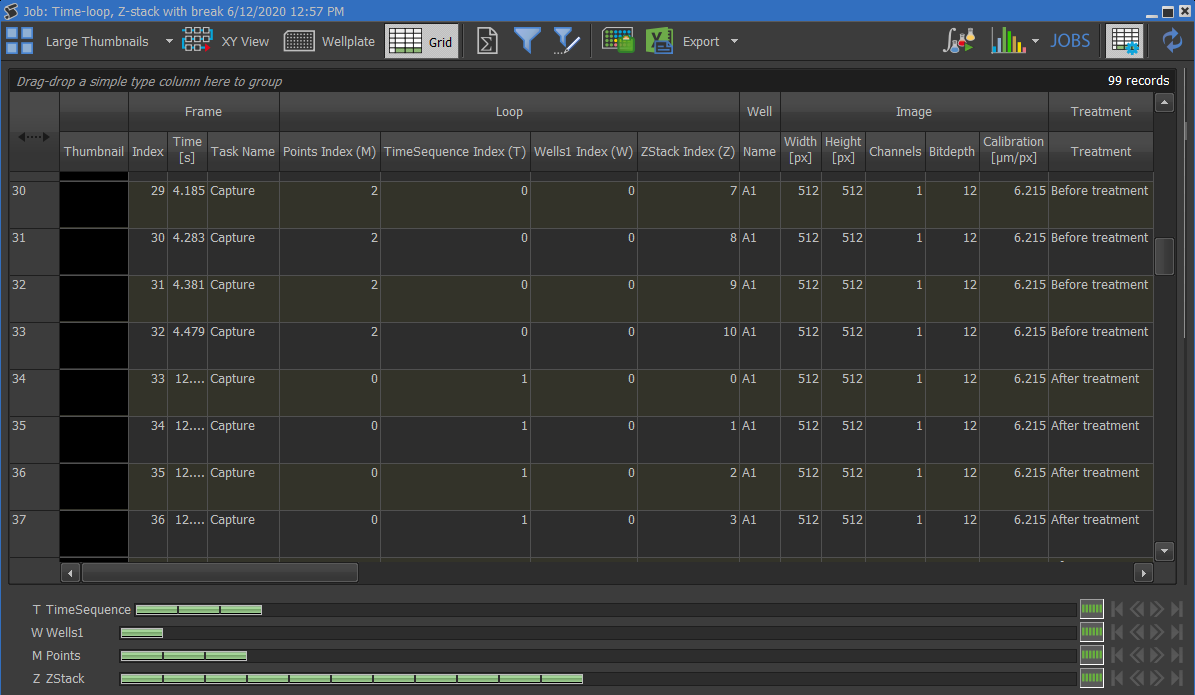 Job: Time-loop, Z-stack with break 6/12/2020 12:57 PM
Large Thumbnails XY View Wellplate Grid Export JOBS
Drag-drop a simple type column here to group 99 records
Frame Loop Well Image Treatment
Thumbnail Index Time [s] Task Name Points Index (M) TimeSequence Index (T) Wells1 Index (W) ZStack Index (Z) Name Width [px] Height [px] Channels Bitdepth Calibration [µm/px] Treatment
30 29 4.185 Capture 2 0 0 7 A1 512 512 1 12 6.215 Before treatment
31 30 4.283 Capture 2 0 0 8 A1 512 512 1 12 6.215 Before treatment
32 31 4.381 Capture 2 0 0 9 A1 512 512 1 12 6.215 Before treatment
33 32 4.479 Capture 2 0 0 10 A1 512 512 1 12 6.215 Before treatment
34 33 12.... Capture 0 1 0 0 A1 512 512 1 12 6.215 After treatment
35 34 12.... Capture 0 1 0 1 A1 512 512 1 12 6.215 After treatment
36 35 12.... Capture 0 1 0 2 A1 512 512 1 12 6.215 After treatment
37 36 12.... Capture 0 1 0 3 A1 512 512 1 12 6.215 After treatment
T TimeSequence
W Wells1
M Points
Z ZStack